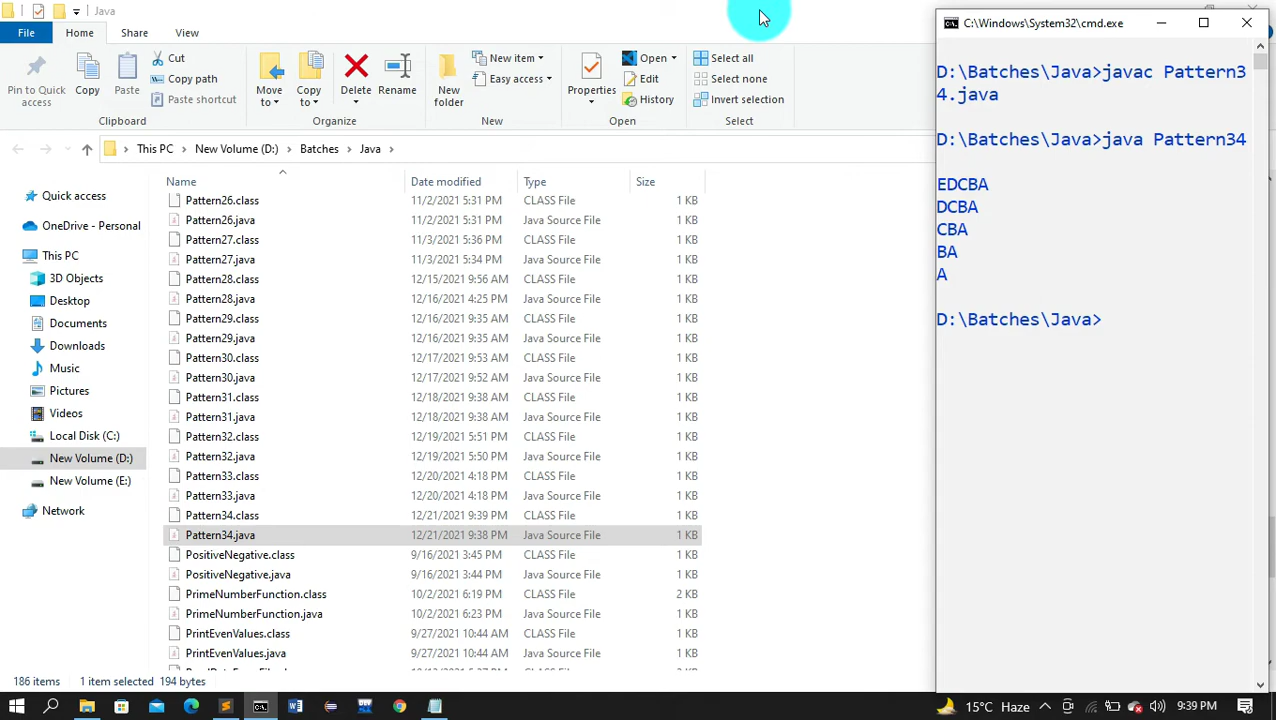 Java
File Home Share View
Pin to Quick access
Copy
Paste
Cut
Copy path
Paste shortcut
Clipboard
Move to
Copy to
Delete
Rename
Organize
New folder
New item
Easy access
New
Properties
Open
Edit
History
Open
Select all
Select none
Invert selection
Select
This PC > New Volume (D:) > Batches > Java >
Quick access
OneDrive - Personal
This PC
3D Objects
Desktop
Documents
Downloads
Music
Pictures
Videos
Local Disk (C:)
New Volume (D:)
New Volume (E:)
Network
Name Date modified Type Size
Pattern26.class 11/2/2021 5:31 PM CLASS File 1 KB
Pattern26.java 11/2/2021 5:31 PM Java Source File 1 KB
Pattern27.class 11/3/2021 5:36 PM CLASS File 1 KB
Pattern27.java 11/3/2021 5:34 PM Java Source File 1 KB
Pattern28.class 12/15/2021 9:56 AM CLASS File 1 KB
Pattern28.java 12/16/2021 4:25 PM Java Source File 1 KB
Pattern29.class 12/16/2021 9:35 AM CLASS File 1 KB
Pattern29.java 12/16/2021 9:35 AM Java Source File 1 KB
Pattern30.class 12/17/2021 9:53 AM CLASS File 1 KB
Pattern30.java 12/17/2021 9:52 AM Java Source File 1 KB
Pattern31.class 12/18/2021 9:38 AM CLASS File 1 KB
Pattern31.java 12/18/2021 9:38 AM Java Source File 1 KB
Pattern32.class 12/19/2021 5:51 PM CLASS File 1 KB
Pattern32.java 12/19/2021 5:50 PM Java Source File 1 KB
Pattern33.class 12/20/2021 4:18 PM CLASS File 1 KB
Pattern33.java 12/20/2021 4:18 PM Java Source File 1 KB
Pattern34.class 12/21/2021 9:39 PM CLASS File 1 KB
Pattern34.java 12/21/2021 9:38 PM Java Source File 1 KB
PositiveNegative.class 9/16/2021 3:45 PM CLASS File 1 KB
PositiveNegative.java 9/16/2021 3:44 PM Java Source File 1 KB
PrimeNumberFunction.class 10/2/2021 6:19 PM CLASS File 2 KB
PrimeNumberFunction.java 10/2/2021 6:23 PM Java Source File 1 KB
PrintEvenValues.class 9/27/2021 10:44 AM CLASS File 1 KB
PrintEvenValues.java 9/27/2021 10:44 AM Java Source File 1 KB
186 items 1 item selected 194 bytes
C:\Windows\System32\cmd.exe
D:\Batches\Java>javac Pattern3
4.java
D:\Batches\Java>java Pattern34
EDCBA
DCBA
CBA
BA
A
D:\Batches\Java>
15°C Haze 9:39 PM